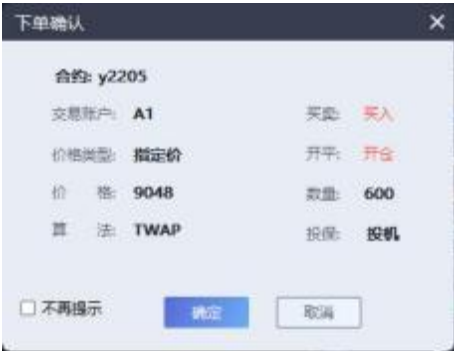 下单确认
合约: y2205
交易账户: A1 买卖: 买入
价格类型: 指定价 开平: 开仓
价 格: 9048 数量: 600
算 法: TWAP 投保: 投机
不再提示 确定 取消